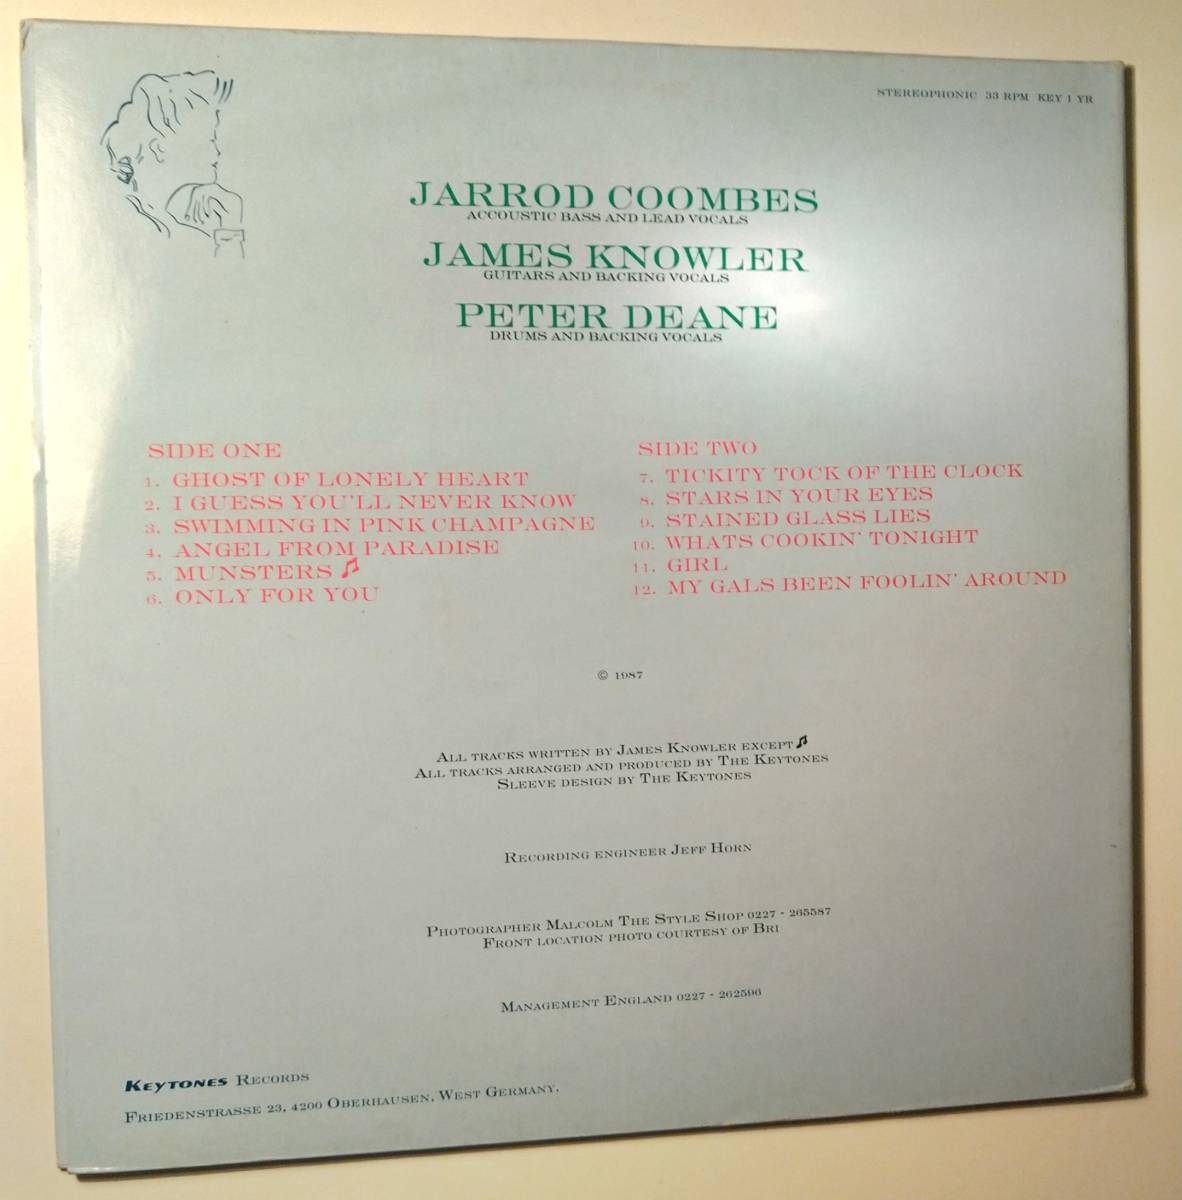 STEREOPHONIC 33 RPM KEY 1 YR
JARROD COOMBES
ACCOUSTIC BASS AND LEAD VOCALS
JAMES KNOWLER
GUITARS AND BACKING VOCALS
PETER DEANE
DRUMS AND BACKING VOCALS
SIDE ONE
1. GHOST OF LONELY HEART
2. I GUESS YOU'LL NEVER KNOW
3. SWIMMING IN PINK CHAMPAGNE
4. ANGEL FROM PARADISE
5. MUNSTERS ♫
6. ONLY FOR YOU
SIDE TWO
7. TICKITY TOCK OF THE CLOCK
8. STARS IN YOUR EYES
9. STAINED GLASS LIES
10. WHATS COOKIN' TONIGHT
11. GIRL
12. MY GALS BEEN FOOLIN' AROUND
© 1987
ALL TRACKS WRITTEN BY JAMES KNOWLER EXCEPT ♫
ALL TRACKS ARRANGED AND PRODUCED BY THE KEYTONES
SLEEVE DESIGN BY THE KEYTONES
RECORDING ENGINEER JEFF HORN
PHOTOGRAPHER MALCOLM THE STYLE SHOP 0227 - 265587
FRONT LOCATION PHOTO COURTESY OF BRI
MANAGEMENT ENGLAND 0227 - 262596
KEYTONES RECORDS
FRIEDENSTRASSE 23, 4200 OBERHAUSEN, WEST GERMANY.